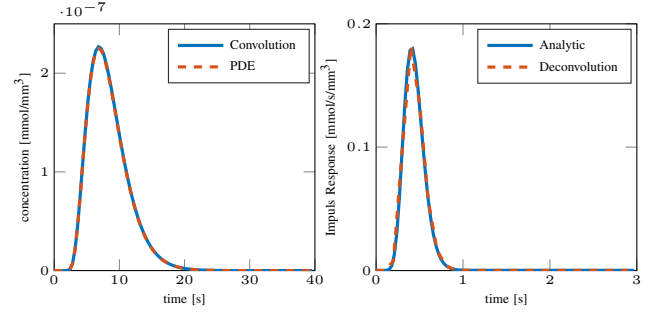 ·10⁻⁷
2
1
0
0 10 20 30 40
time [s]
concentration [mmol/mm³]
Convolution
PDE
0.2
0.1
0
0 1 2 3
time [s]
Impuls Response [mmol/s/mm³]
Analytic
Deconvolution